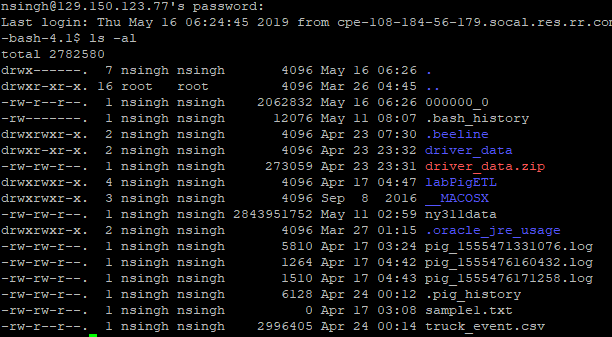 nsingh@129.150.123.77's password:
Last login: Thu May 16 06:24:45 2019 from cpe-108-184-56-179.socal.res.rr.com
-bash-4.1$ ls -al
total 2782580
drwx------.  7 nsingh nsingh       4096 May 16 06:26 .
drwxr-xr-x. 16 root   root         4096 Mar 26 04:45 ..
-rw-r--r--.  1 nsingh nsingh    2062832 May 16 06:26 000000_0
-rw-------.  1 nsingh nsingh      12076 May 11 08:07 .bash_history
drwxrwxr-x.  2 nsingh nsingh       4096 Apr 23 07:30 .beeline
drwxrwxr-x.  2 nsingh nsingh       4096 Apr 23 23:32 driver_data
-rw-rw-r--.  1 nsingh nsingh     273059 Apr 23 23:31 driver_data.zip
drwxrwxr-x.  4 nsingh nsingh       4096 Apr 17 04:47 labPigETL
drwxrwxr-x.  3 nsingh nsingh       4096 Sep  8  2016 __MACOSX
-rw-r--r--.  1 nsingh nsingh 2843951752 May 11 02:59 ny311data
drwxrwxr-x.  2 nsingh nsingh       4096 Mar 27 01:15 .oracle_jre_usage
-rw-rw-r--.  1 nsingh nsingh       5810 Apr 17 03:24 pig_1555471331076.log
-rw-rw-r--.  1 nsingh nsingh       1264 Apr 17 04:42 pig_1555476160432.log
-rw-rw-r--.  1 nsingh nsingh       1510 Apr 17 04:43 pig_1555476171258.log
-rw-rw-r--.  1 nsingh nsingh       6128 Apr 24 00:12 .pig_history
-rw-rw-r--.  1 nsingh nsingh          0 Apr 17 03:08 sample1.txt
-rw-r--r--.  1 nsingh nsingh    2996405 Apr 24 00:14 truck_event.csv